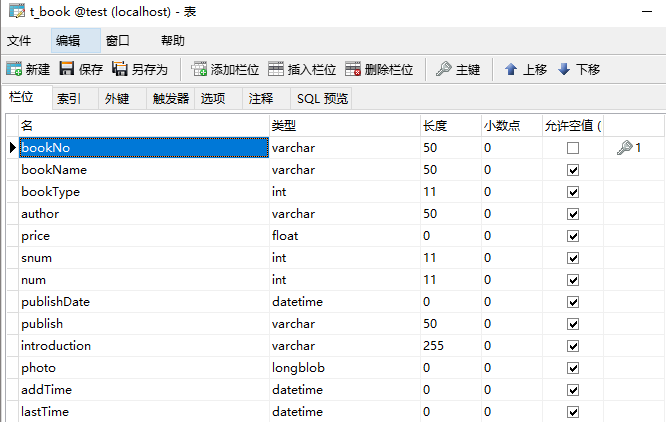 t_book @test (localhost) - 表
文件 编辑 窗口 帮助
新建 保存 另存为 添加栏位 插入栏位 删除栏位 主键 上移 下移
栏位 索引 外键 触发器 选项 注释 SQL 预览
名 类型 长度 小数点 允许空值 (
bookNo varchar 50 0 1
bookName varchar 50 0
bookType int 11 0
author varchar 50 0
price float 0 0
snum int 11 0
num int 11 0
publishDate datetime 0 0
publish varchar 50 0
introduction varchar 255 0
photo longblob 0 0
addTime datetime 0 0
lastTime datetime 0 0